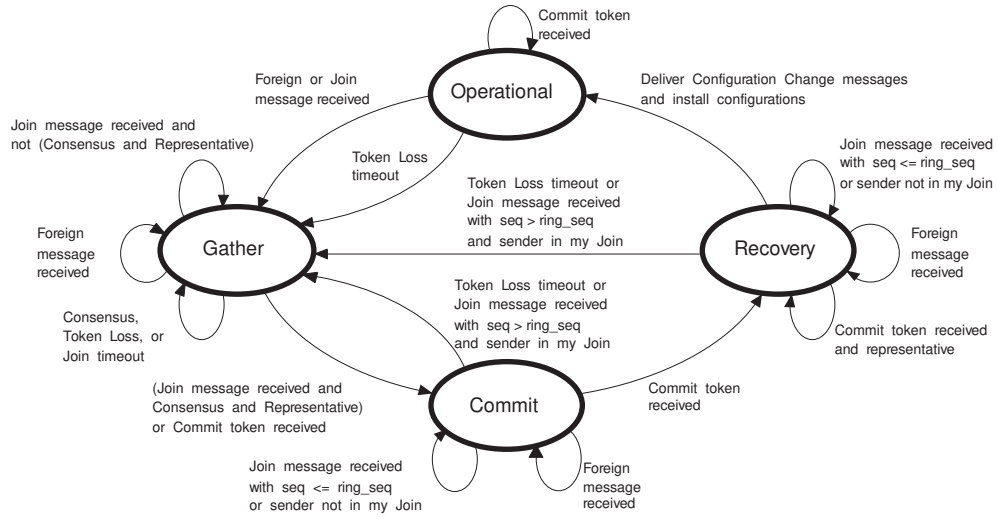 Commit token
received
Operational
Foreign or Join
message received
Deliver Configuration Change messages
and install configurations
Join message received and
not (Consensus and Representative)
Token Loss
timeout
Join message received
with seq <= ring_seq
or sender not in my Join
Token Loss timeout or
Join message received
with seq > ring_seq
and sender in my Join
Foreign
message
received
Gather
Recovery
Foreign
message
received
Consensus,
Token Loss, or
Join timeout
Token Loss timeout or
Join message received
with seq > ring_seq
and sender in my Join
Commit token received
and representative
(Join message received and
Consensus and Representative)
or Commit token received
Commit
Commit token
received
Join message received
with seq <= ring_seq
or sender not in my Join
Foreign
message
received